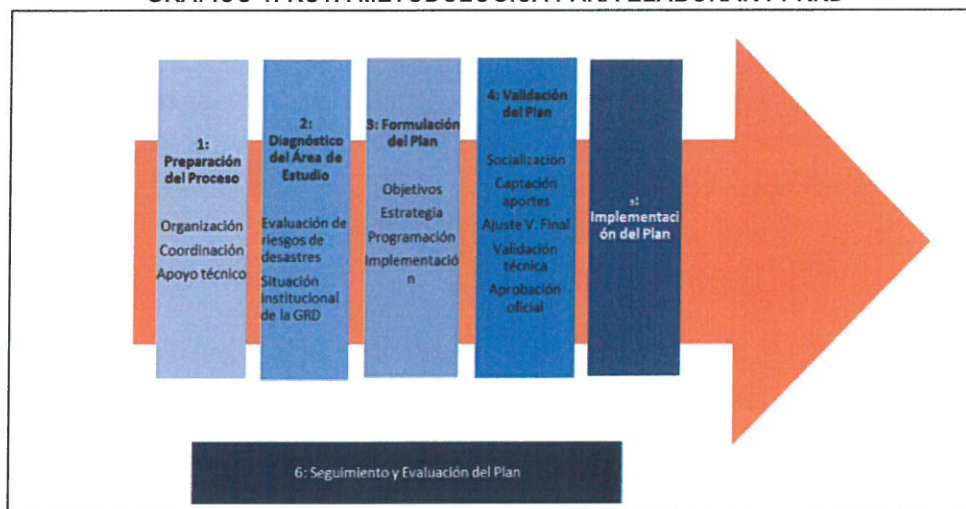 1:
Preparación
del Proceso
Organización
Coordinación
Apoyo técnico
2:
Diagnóstico
del Área de
Estudio
Evaluación de
riesgos de
desastres
Situación
institucional
de la GRD
3: Formulación
del Plan
Objetivos
Estrategia
Programación
Implementació
n
4: Validación
del Plan
Socialización
Captación
aportes
Ajuste V. Final
Validación
técnica
Aprobación
oficial
5:
Implementaci
ón del Plan
6: Seguimiento y Evaluación del Plan